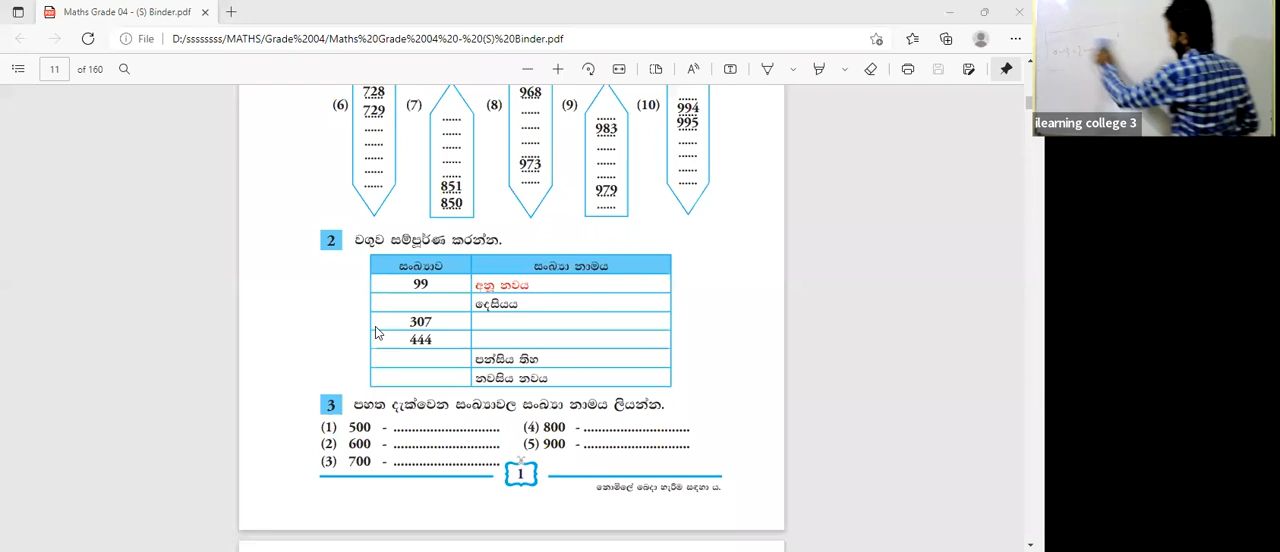 Maths Grade 04 - (S) Binder.pdf
File D:/ssssssss/MATHS/Grade%2004/Maths%20Grade%2004%20-%20(S)%20Binder.pdf
11 of 160
(6) 728 (7) (8) 968 (9) (10)
729 983 994
995
973
851 979
850
2 වගුව සම්පූර්ණ කරන්න.
සංඛ්‍යාව සංඛ්‍යා නාමය
99 අනූ නවය
දෙසියය
307
444
පන්සිය තිහ
නවසිය නවය
3 පහත දැක්වෙන සංඛ්‍යාවල සංඛ්‍යා නාමය ලියන්න.
(1) 500 - .............................. (4) 800 - ..............................
(2) 600 - .............................. (5) 900 - ..............................
(3) 700 - ..............................
1
නොමිලේ බෙදා හැරීම සඳහා ය.
ilearning college 3